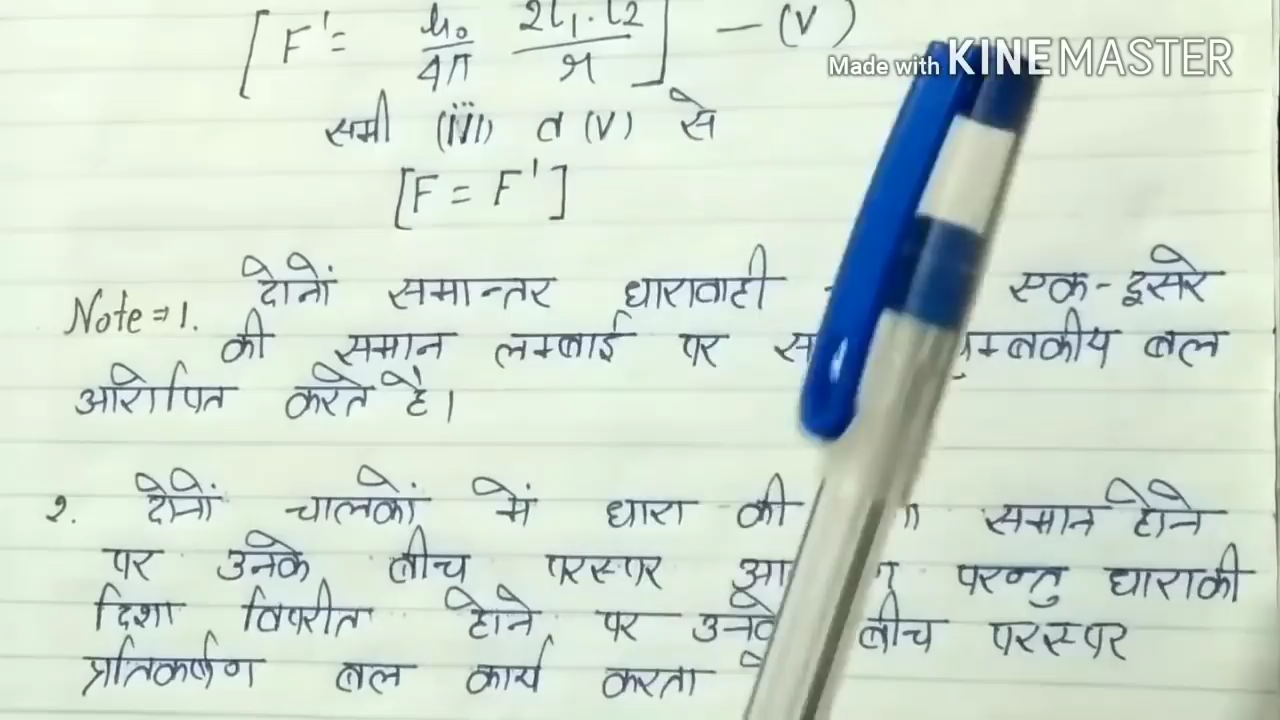 [F' = μ₀/4π 2i₁.i₂/r] — (V)
Made with KINEMASTER
समी (iii) व (V) से
[F = F']
दोनों समान्तर धारावाही एक-दूसरे
Note ⇒ 1. की समान लम्बाई पर बल
आरोपित करते है।
2. दोनों चालकों में धारा की समान होने
पर उनके बीच परस्पर परन्तु धारा की
दिशा विपरीत होने पर बीच परस्पर
प्रतिकर्षण बल कार्य करता